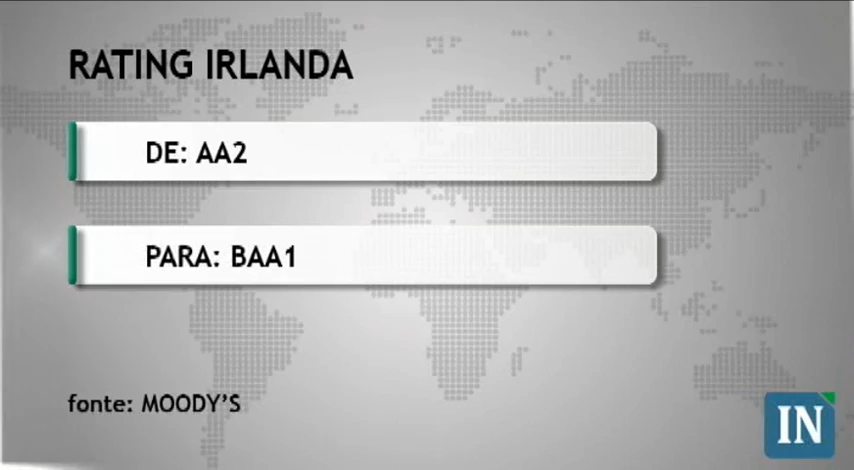 RATING IRLANDA
DE: AA2
PARA: BAA1
fonte: MOODY'S
IN